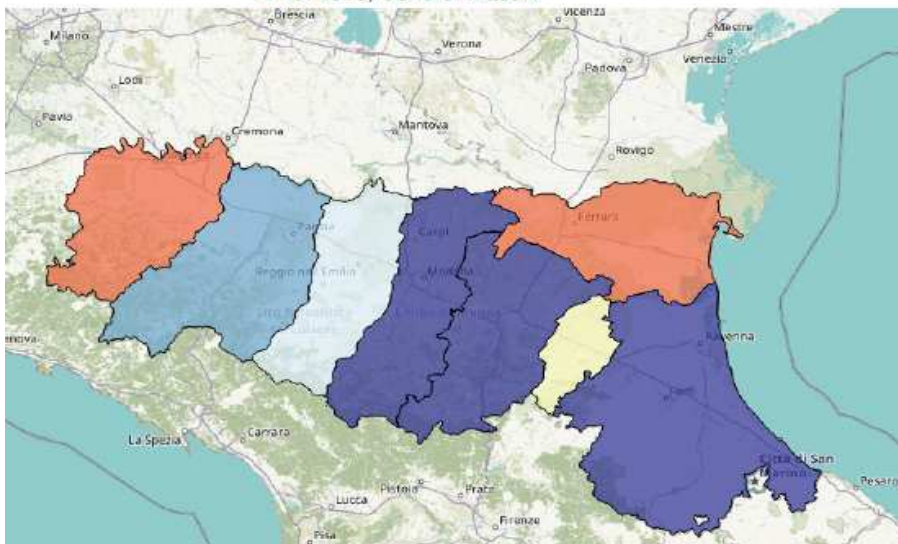 Brescia
Vicenza
Milano
Mestre
Verona
Venezia
Padova
Lodi
Pavia
Cremona
Mantova
Rovigo
Ferrara
Parma
Carpi
Reggio nell'Emilia
Modena
Ravenna
Città di San
Marino
La Spezia
Carrara
Pesaro
Pistoia
Prato
Lucca
Firenze
Pisa